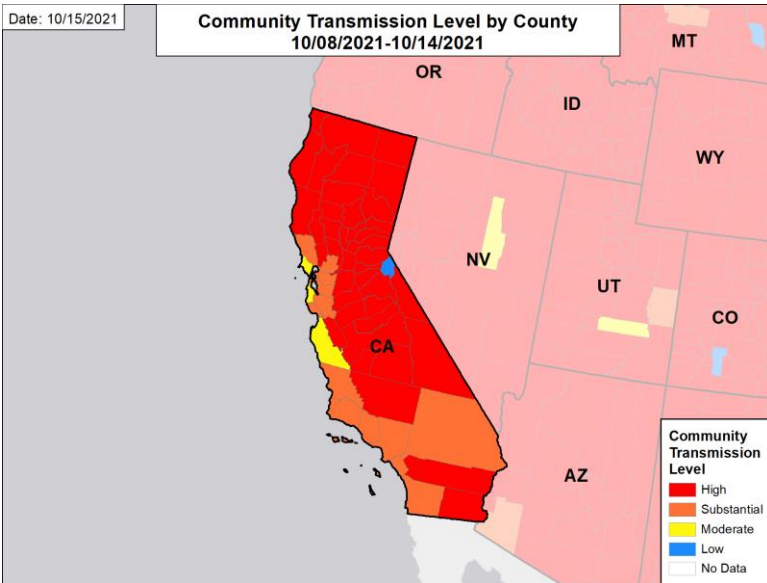 Date: 10/15/2021
Community Transmission Level by County
10/08/2021-10/14/2021
MT
OR
ID
WY
NV
UT
CO
CA
AZ
Community
Transmission
Level
High
Substantial
Moderate
Low
No Data